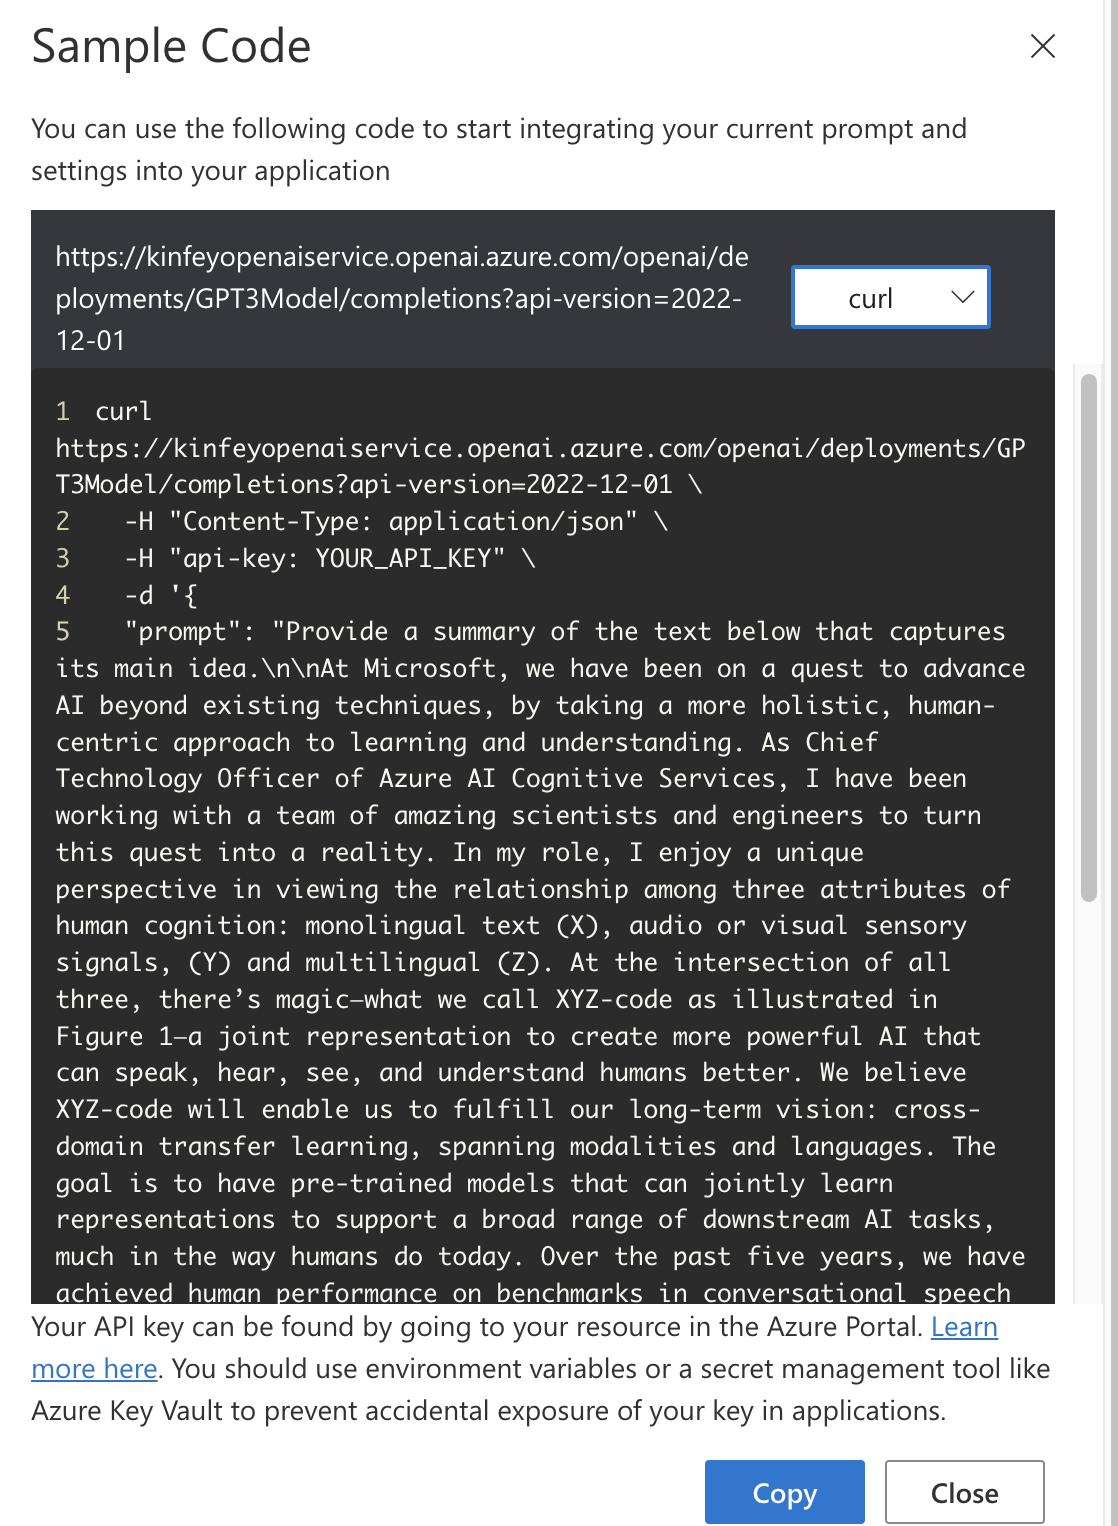 Sample Code
You can use the following code to start integrating your current prompt and
settings into your application
https://kinfeyopenaiservice.openai.azure.com/openai/de
ployments/GPT3Model/completions?api-version=2022-
12-01
curl
1 curl
https://kinfeyopenaiservice.openai.azure.com/openai/deployments/GP
T3Model/completions?api-version=2022-12-01 \
2 -H "Content-Type: application/json" \
3 -H "api-key: YOUR_API_KEY" \
4 -d '{
5 "prompt": "Provide a summary of the text below that captures
its main idea.\n\nAt Microsoft, we have been on a quest to advance
AI beyond existing techniques, by taking a more holistic, human-
centric approach to learning and understanding. As Chief
Technology Officer of Azure AI Cognitive Services, I have been
working with a team of amazing scientists and engineers to turn
this quest into a reality. In my role, I enjoy a unique
perspective in viewing the relationship among three attributes of
human cognition: monolingual text (X), audio or visual sensory
signals, (Y) and multilingual (Z). At the intersection of all
three, there’s magic—what we call XYZ-code as illustrated in
Figure 1—a joint representation to create more powerful AI that
can speak, hear, see, and understand humans better. We believe
XYZ-code will enable us to fulfill our long-term vision: cross-
domain transfer learning, spanning modalities and languages. The
goal is to have pre-trained models that can jointly learn
representations to support a broad range of downstream AI tasks,
much in the way humans do today. Over the past five years, we have
achieved human performance on benchmarks in conversational speech
Your API key can be found by going to your resource in the Azure Portal. Learn
more here. You should use environment variables or a secret management tool like
Azure Key Vault to prevent accidental exposure of your key in applications.
Copy
Close